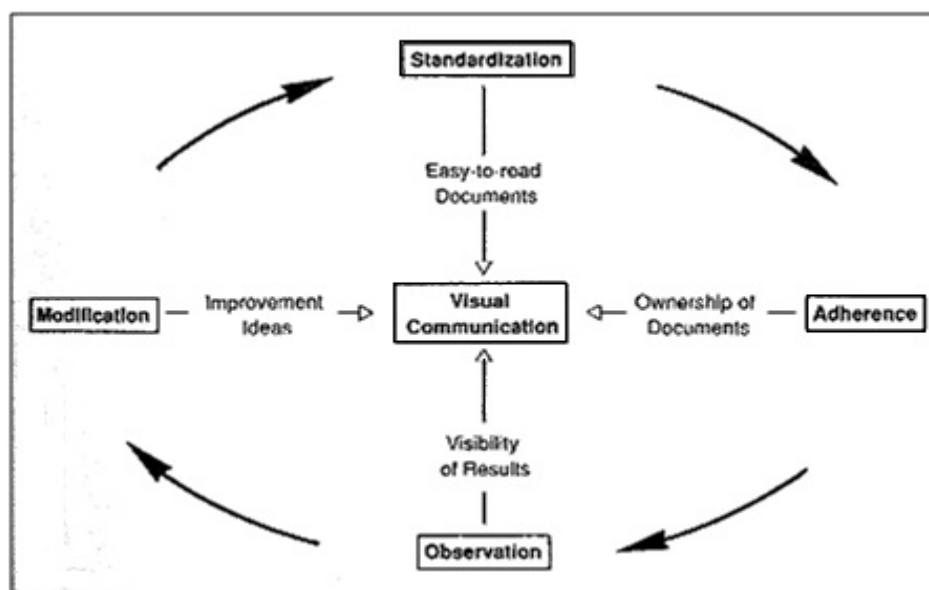 Standardization
Easy-to-road
Documents
Modification
Improvement
Ideas
Visual
Communication
Ownership of
Documents
Adherence
Visibility
of Results
Observation